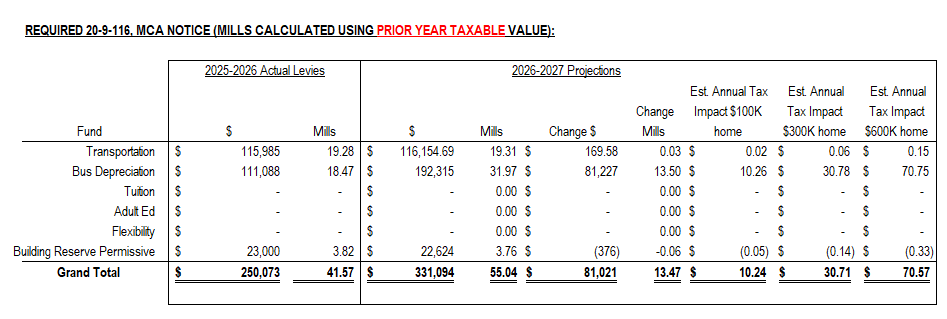 REQUIRED 20-9-116, MCA NOTICE (MILLS CALCULATED USING PRIOR YEAR TAXABLE VALUE):
2025-2026 Actual Levies 2026-2027 Projections
Est. Annual Tax Est. Annual Est. Annual
Change Impact $100K Tax Impact Tax Impact
Fund $ Mills $ Mills Change $ Mills home $300K home $600K home
Transportation $ 115,985 19.28 $ 116,154.69 19.31 $ 169.58 0.03 $ 0.02 $ 0.06 $ 0.15
Bus Depreciation $ 111,088 18.47 $ 192,315 31.97 $ 81,227 13.50 $ 10.26 $ 30.78 $ 70.75
Tuition $ - - $ - 0.00 $ - 0.00 $ - $ - $ -
Adult Ed $ - - $ - 0.00 $ - 0.00 $ - $ - $ -
Flexibility $ - - $ - 0.00 $ - 0.00 $ - $ - $ -
Building Reserve Permissive $ 23,000 3.82 $ 22,624 3.76 $ (376) -0.06 $ (0.05) $ (0.14) $ (0.33)
Grand Total $ 250,073 41.57 $ 331,094 55.04 $ 81,021 13.47 $ 10.24 $ 30.71 $ 70.57